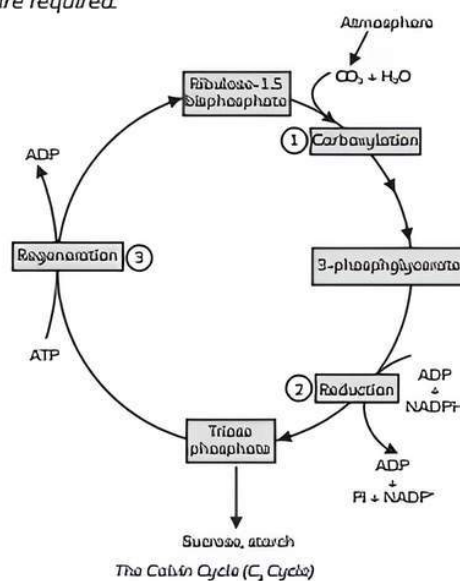 are required.
Atmosphere
CO₂ + H₂O
Ribulose-1,5
bisphosphate
1
Carboxylation
ADP
Regeneration
3
3-phosphglycerate
ATP
2
Reduction
ADP
+
NADPH
Triose
phosphate
ADP
+
Pi + NADP⁺
Sucrose, starch
The Calvin Cycle (C₃ Cycle)